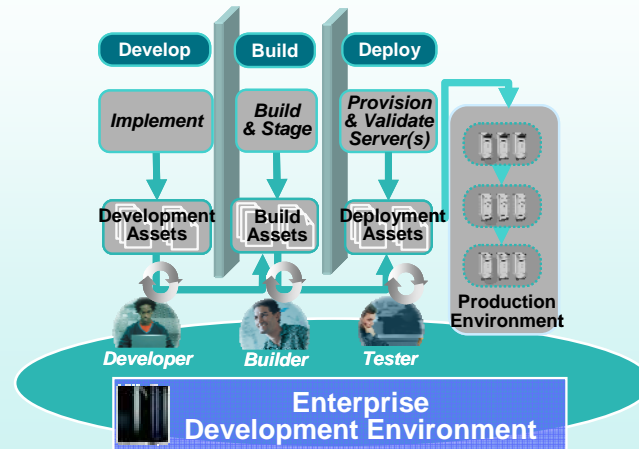 Develop
Build
Deploy
Implement
Build
& Stage
Provision
& Validate
Server(s)
Development
Assets
Build
Assets
Deployment
Assets
Production
Environment
Developer
Builder
Tester
Enterprise
Development Environment